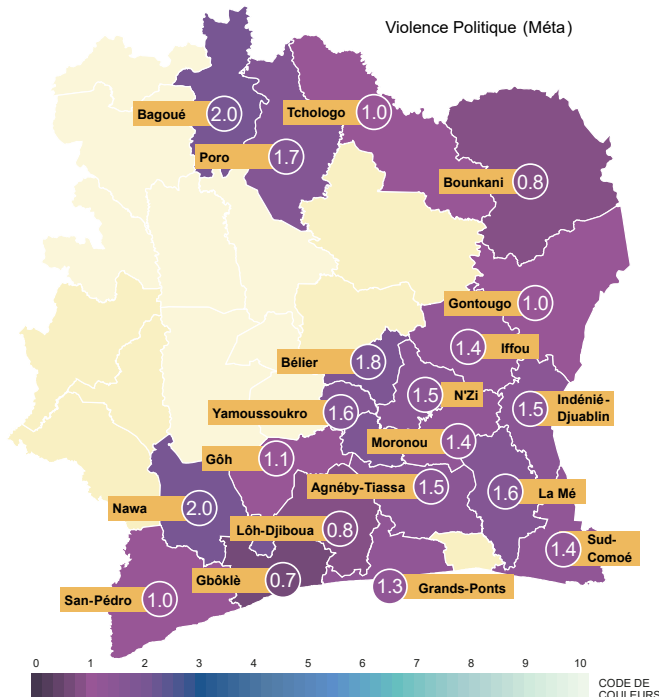 Violence Politique (Méta)
Bagoué 2.0
Tchologo 1.0
Poro 1.7
Bounkani 0.8
Gontougo 1.0
1.4 Iffou
Bélier 1.8
1.5 N'Zi
1.5 Indénié-
Djuablin
Yamoussoukro 1.6
Moronou 1.4
Gôh 1.1
Agnéby-Tiassa 1.5
1.6 La Mé
Nawa 2.0
Lôh-Djiboua 0.8
1.4 Sud-
Comoé
Gbôklè 0.7
1.3 Grands-Ponts
San-Pédro 1.0
0 1 2 3 4 5 6 7 8 9 10
CODE DE
COULEURS